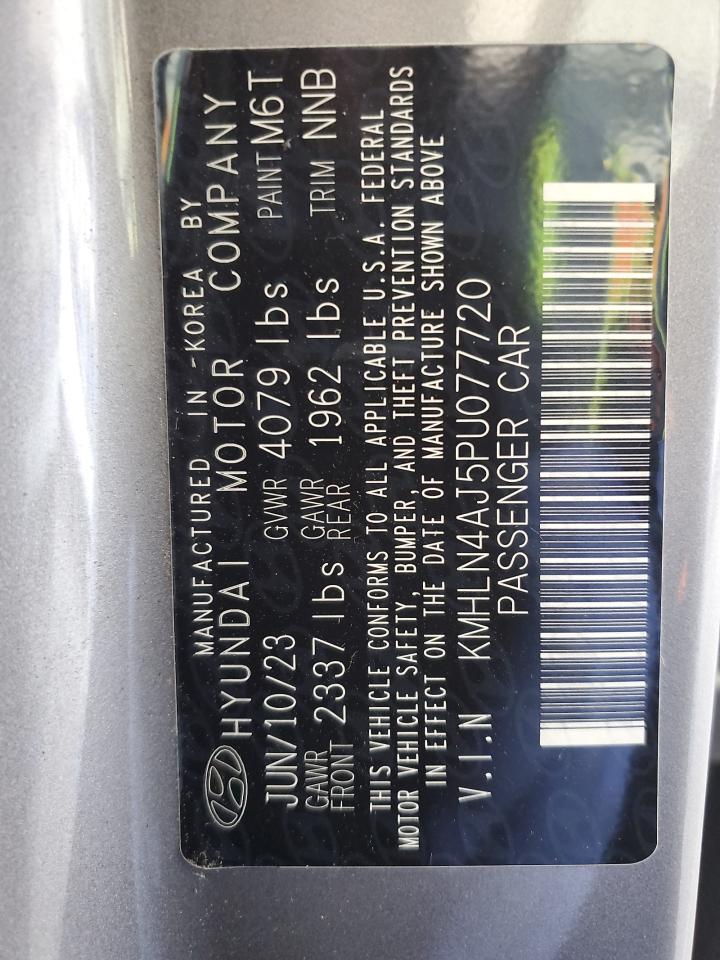 MANUFACTURED IN KOREA BY
HYUNDAI MOTOR COMPANY
JUN/10/23 GVWR 4079 lbs PAINT M6T
GAWR FRONT 2337 lbs GAWR REAR 1962 lbs TRIM NNB
THIS VEHICLE CONFORMS TO ALL APPLICABLE U.S.A. FEDERAL
MOTOR VEHICLE SAFETY, BUMPER, AND THEFT PREVENTION STANDARDS
IN EFFECT ON THE DATE OF MANUFACTURE SHOWN ABOVE
V.I.N KMHLN4AJ5PU077720
PASSENGER CAR